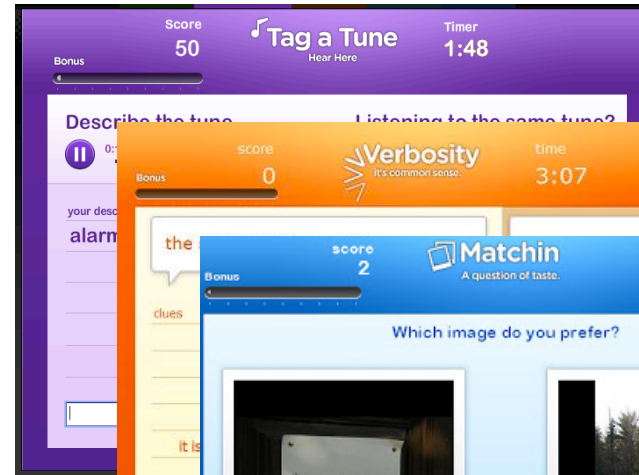 Score
50
Tag a Tune
Hear Here
Timer
1:48
Bonus
Describe the tune
Listening to the same tune?
your desc
alarm
score
0
Verbosity
it's common sense.
time
3:07
Bonus
the
clues
it is
score
2
Matchin
A question of taste.
Bonus
Which image do you prefer?